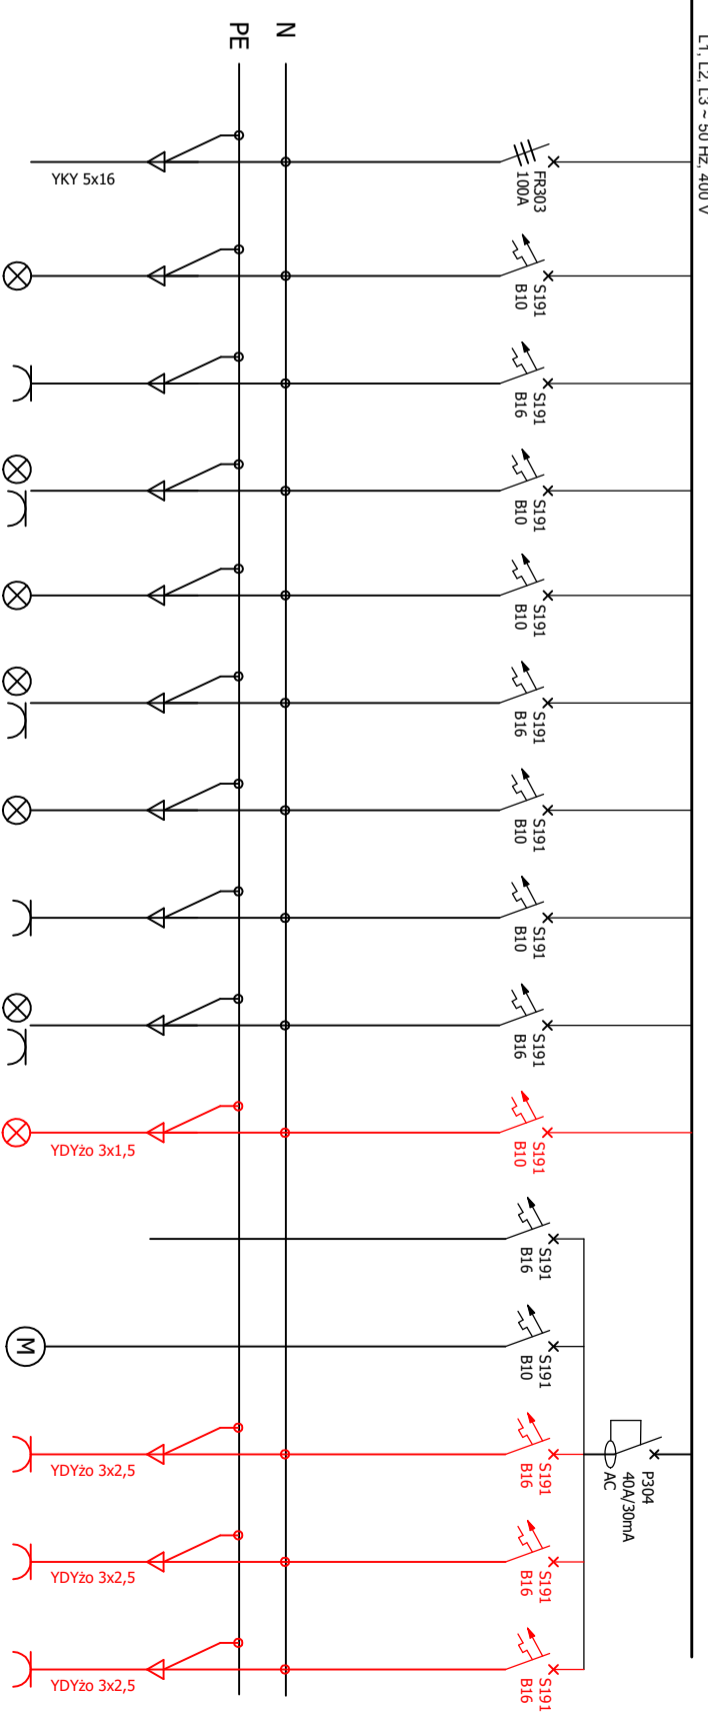 L1, L2, L3 ~ 50 Hz, 400 V
N
PE
FR303
100A
YKY 5x16
S191
B10
S191
B16
S191
B10
S191
B10
S191
B16
S191
B10
S191
B10
S191
B16
S191
B10
YDYżo 3x1,5
S191
B16
S191
B10
M
P304
40A/30mA
AC
S191
B16
YDYżo 3x2,5
S191
B16
YDYżo 3x2,5
S191
B16
YDYżo 3x2,5